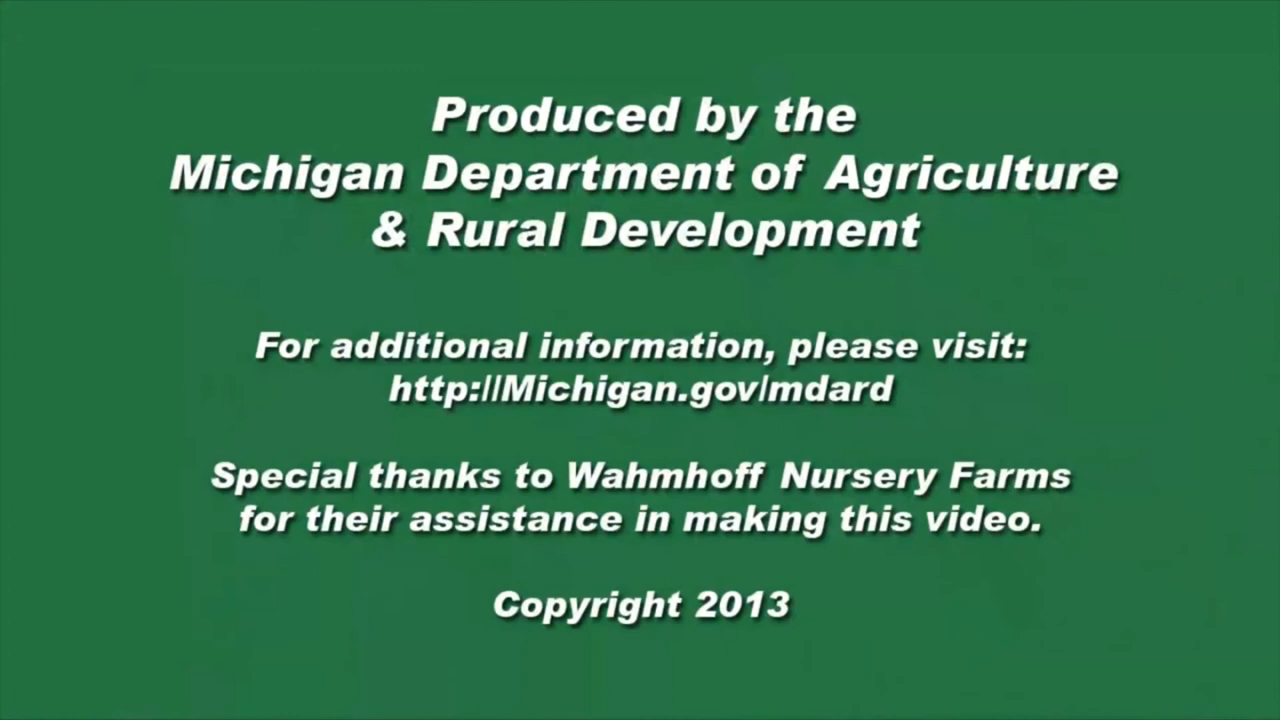 Produced by the
Michigan Department of Agriculture
& Rural Development
For additional information, please visit:
http://Michigan.gov/mdard
Special thanks to Wahmhoff Nursery Farms
for their assistance in making this video.
Copyright 2013